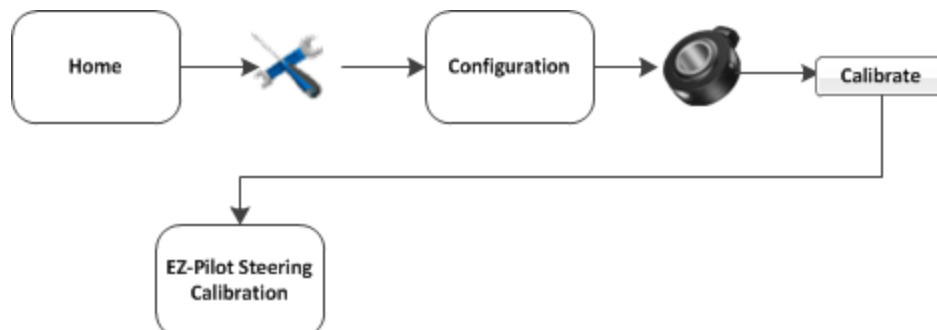 Home
Configuration
Calibrate
EZ-Pilot Steering
Calibration